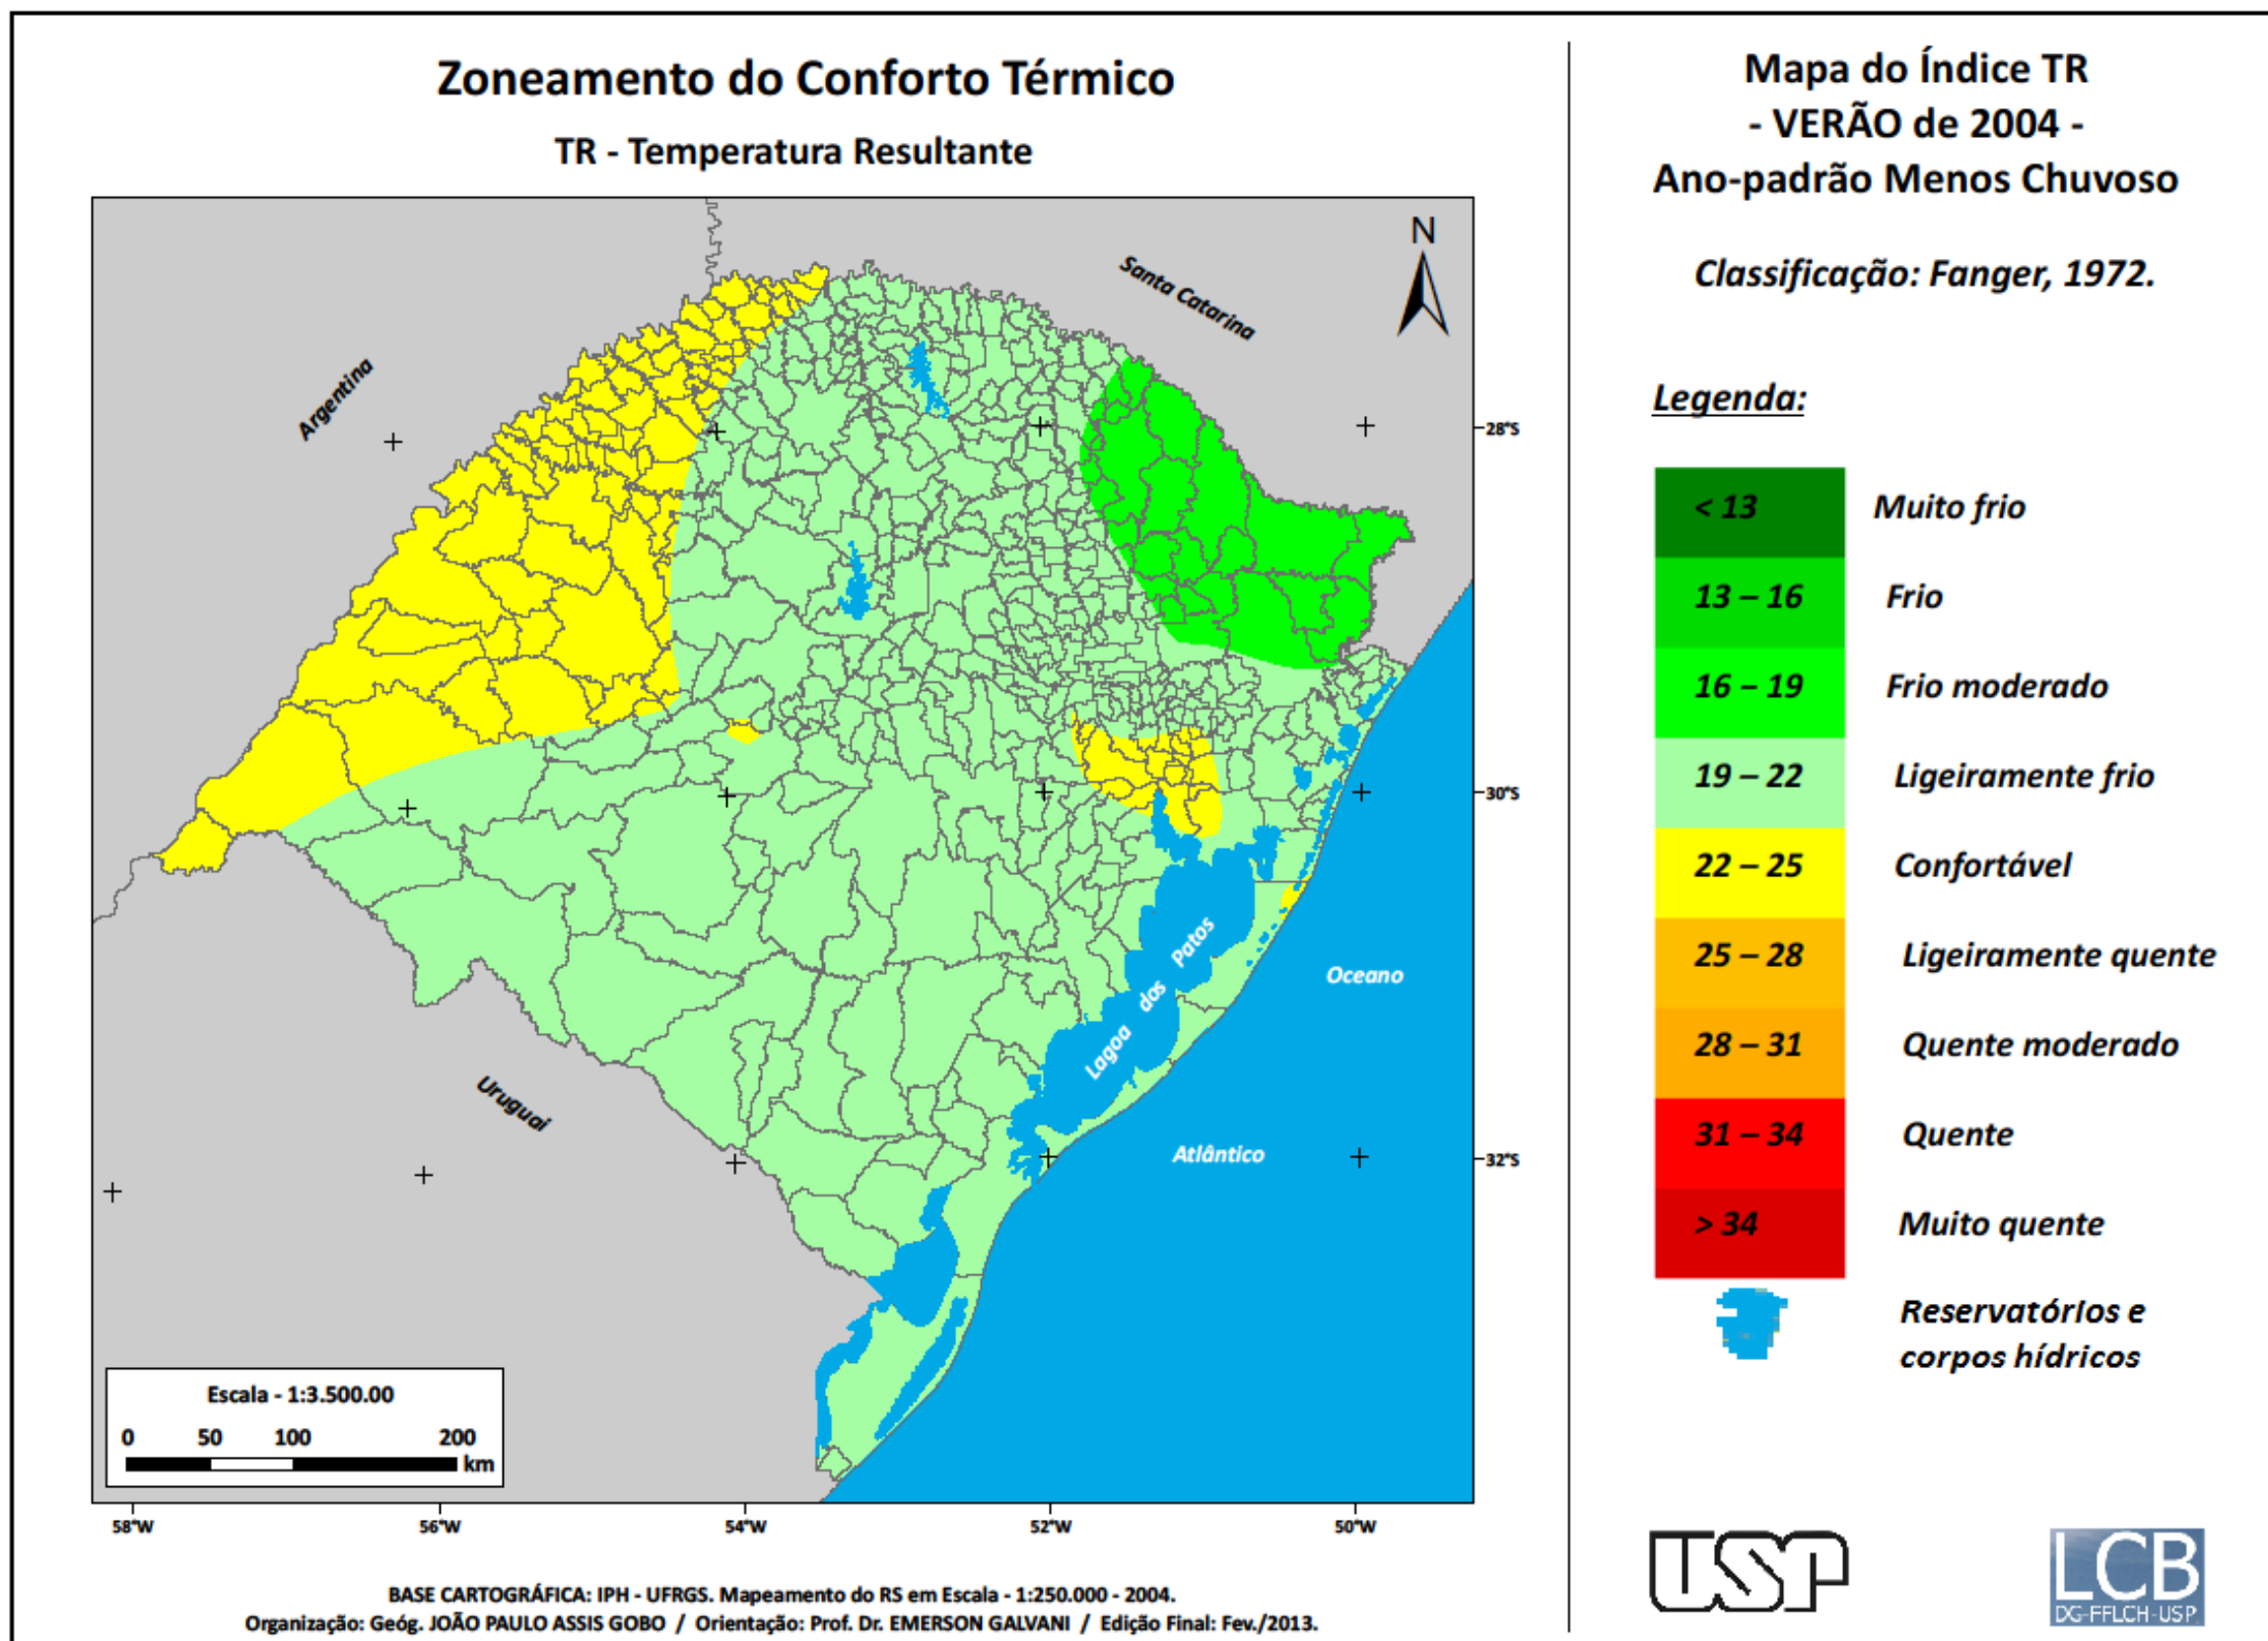 Zoneamento do Conforto Térmico
TR - Temperatura Resultante
Argentina
Santa Catarina
N
28°S
30°S
32°S
Lagoa dos Patos
Oceano
Atlântico
Uruguai
Escala - 1:3.500.00
0 50 100 200
km
58°W 56°W 54°W 52°W 50°W
BASE CARTOGRÁFICA: IPH - UFRGS. Mapeamento do RS em Escala - 1:250.000 - 2004.
Organização: Geóg. JOÃO PAULO ASSIS GOBO / Orientação: Prof. Dr. EMERSON GALVANI / Edição Final: Fev./2013.
Mapa do Índice TR
- VERÃO de 2004 -
Ano-padrão Menos Chuvoso
Classificação: Fanger, 1972.
Legenda:
< 13 Muito frio
13 – 16 Frio
16 – 19 Frio moderado
19 – 22 Ligeiramente frio
22 – 25 Confortável
25 – 28 Ligeiramente quente
28 – 31 Quente moderado
31 – 34 Quente
> 34 Muito quente
Reservatórios e
corpos hídricos
USP
LCB
DG-FFLCH-USP